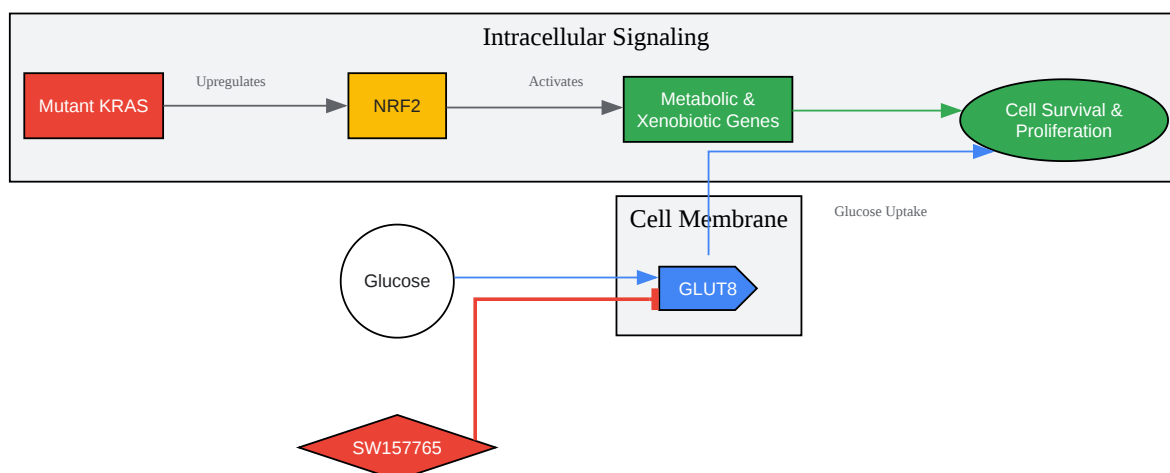 Intracellular Signaling
Mutant KRAS
Upregulates
NRF2
Activates
Metabolic &
Xenobiotic Genes
Cell Survival &
Proliferation
Cell Membrane
Glucose Uptake
Glucose
GLUT8
SW157765